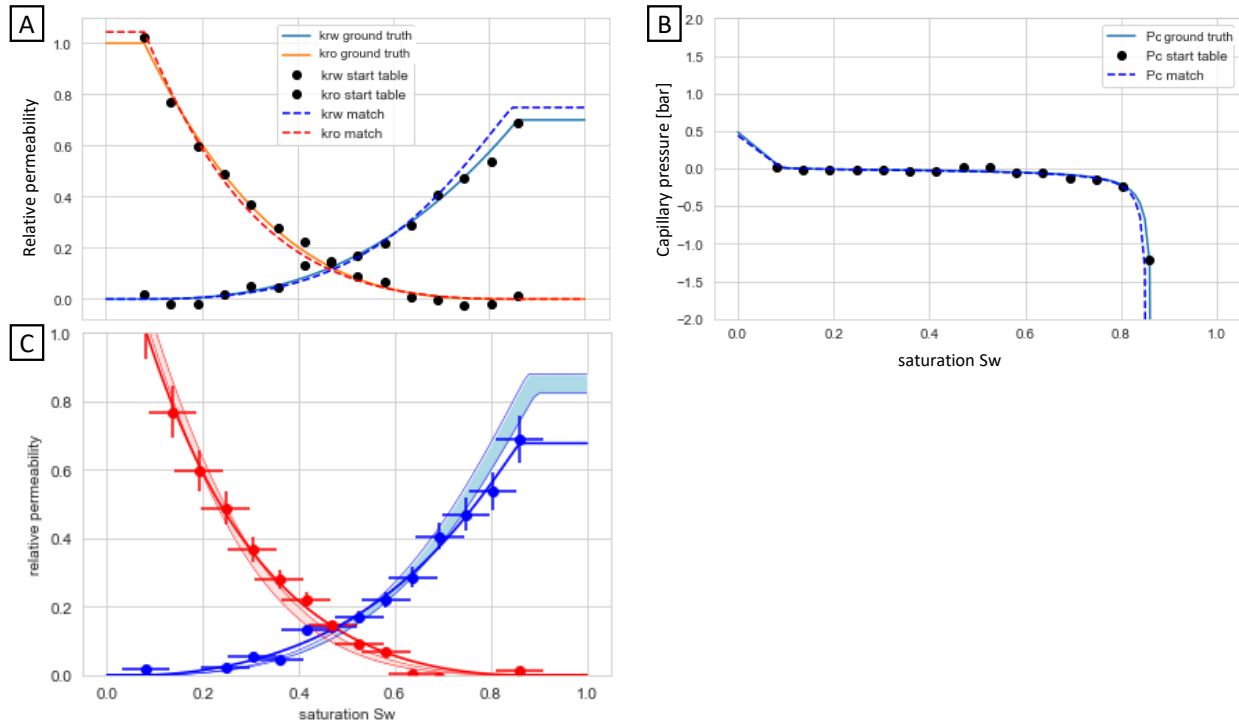 A
krw ground truth
kro ground truth
krw start table
kro start table
krw match
kro match
Relative permeability
1.0
0.8
0.6
0.4
0.2
0.0
B
Pc ground truth
Pc start table
Pc match
Capillary pressure [bar]
2.0
1.5
1.0
0.5
0.0
-0.5
-1.0
-1.5
-2.0
0.0 0.2 0.4 0.6 0.8 1.0
saturation Sw
C
relative permeability
1.0
0.8
0.6
0.4
0.2
0.0
0.0 0.2 0.4 0.6 0.8 1.0
saturation Sw